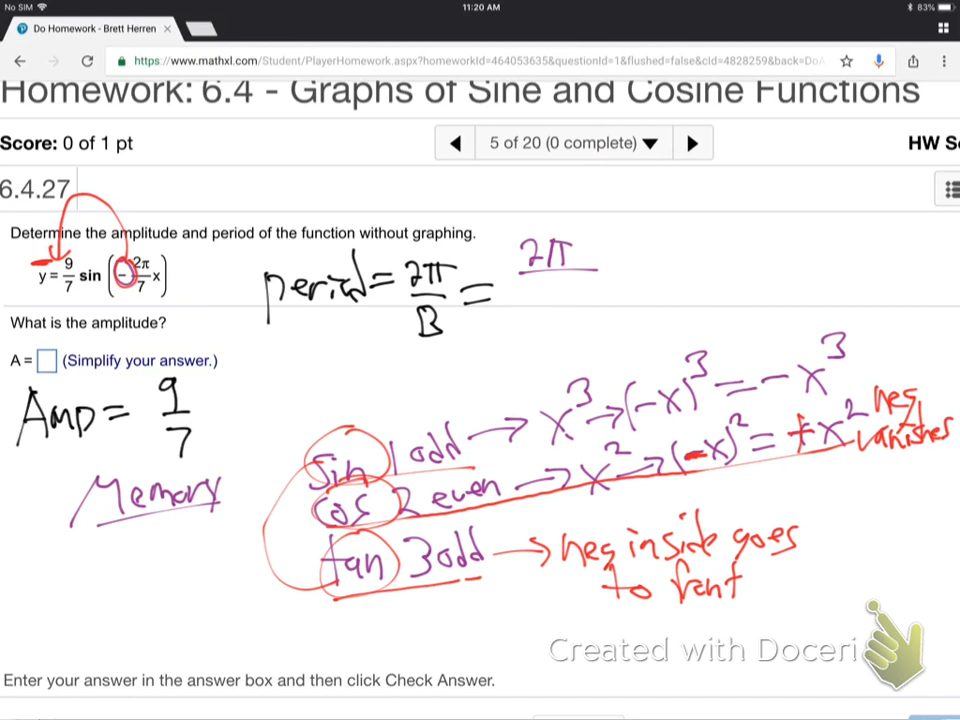 No SIM 11:20 AM 83%
Do Homework - Brett Herren ×
https://www.mathxl.com/Student/PlayerHomework.aspx?homeworkId=464053635&questionId=1&flushed=false&cId=4828259&back=DoA
Homework: 6.4 - Graphs of Sine and Cosine Functions
Score: 0 of 1 pt 5 of 20 (0 complete) HW S
6.4.27
Determine the amplitude and period of the function without graphing.
y = 9/7 sin (- 2π/7 x)
period = 2π/B = 2π
What is the amplitude?
A = (Simplify your answer.)
Amp = 9/7
Memory
sin 1 odd → x³ → (-x)³ = -x³
cos 2 even → x² → (-x)² = +x² neg vanishes
tan 3 odd → neg inside goes
to front
Created with Doceri
Enter your answer in the answer box and then click Check Answer.